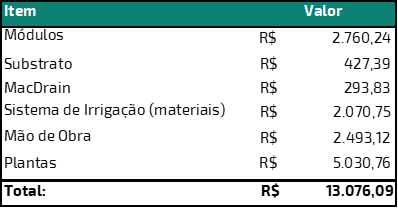 Item Valor
Módulos R$ 2.760,24
Substrato R$ 427,39
MacDrain R$ 293,83
Sistema de Irrigação (materiais) R$ 2.070,75
Mão de Obra R$ 2.493,12
Plantas R$ 5.030,76
Total: R$ 13.076,09